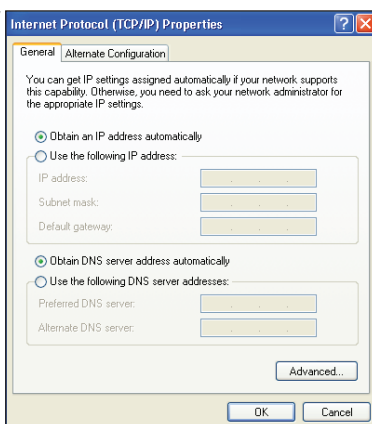 Internet Protocol (TCP/IP) Properties
General Alternate Configuration
You can get IP settings assigned automatically if your network supports
this capability. Otherwise, you need to ask your network administrator for
the appropriate IP settings.
Obtain an IP address automatically
Use the following IP address:
IP address:
Subnet mask:
Default gateway:
Obtain DNS server address automatically
Use the following DNS server addresses:
Preferred DNS server:
Alternate DNS server:
Advanced...
OK Cancel